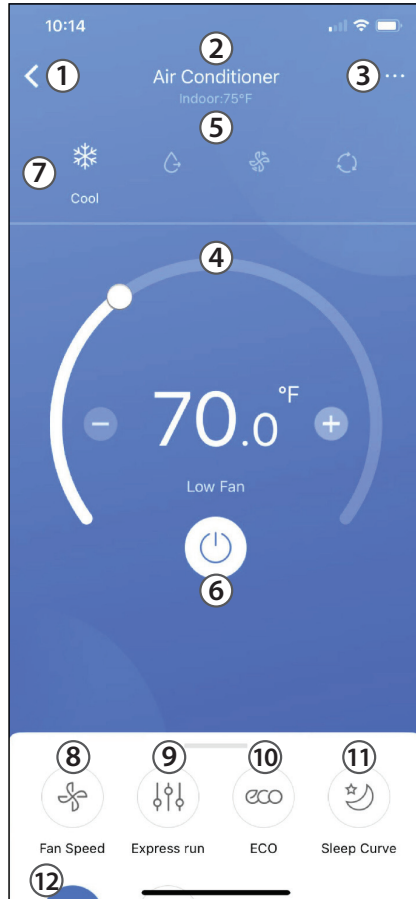 10:14
②
① Air Conditioner ③ ...
Indoor:75°F
⑤
⑦
Cool
④
− 70.0 °F +
Low Fan
⑥
⑧ ⑨ ⑩ ⑪
eco
Fan Speed Express run ECO Sleep Curve
⑫